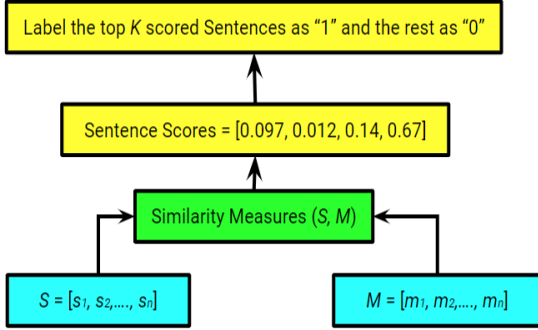 Label the top K scored Sentences as “1” and the rest as “0”
Sentence Scores = [0.097, 0.012, 0.14, 0.67]
Similarity Measures (S, M)
S = [s1, s2,...., sn]
M = [m1, m2,...., mn]